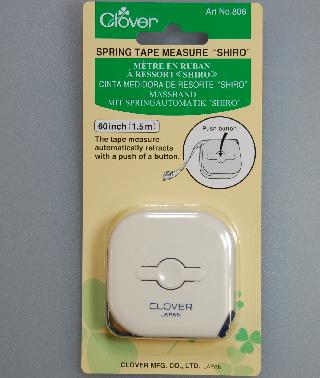 Clover
Art No.806
SPRING TAPE MEASURE "SHIRO"
MÈTRE EN RUBAN
À RESSORT «SHIRO»
CINTA MEDIDORA DE RESORTE "SHIRO"
MASSBAND
MIT SPRINGAUTOMATIK "SHIRO"
60inch(1.5m)
The tape measure
automatically retracts
with a push of a button.
Push button
CLOVER
JAPAN
CLOVER MFG. CO., LTD. JAPAN